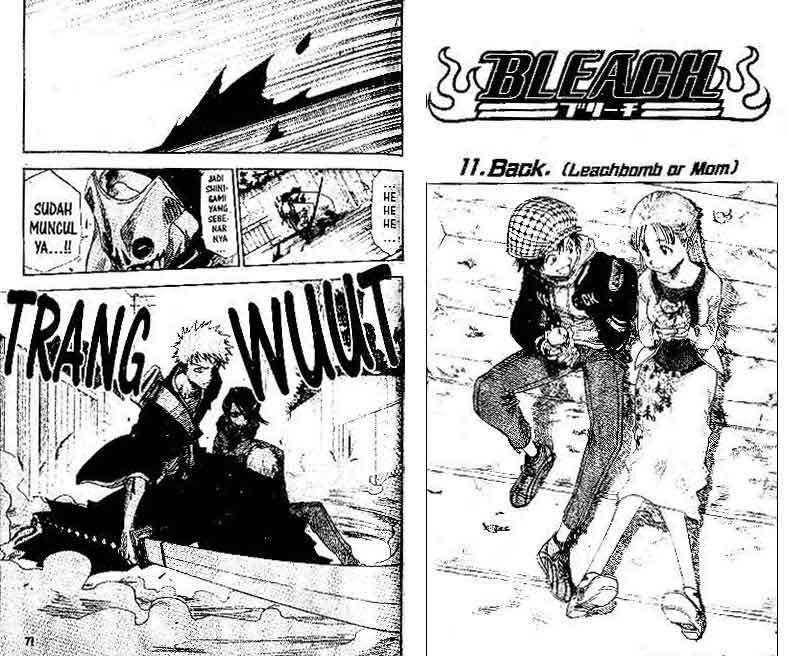 BLEACH
ブリーチ
11. Back. (Leachbomb or Mom)
... HE
HE
HE
HE ...
JADI
SHINI-
GAMI
YANG
SEBE-
NAR
NYA
SUDAH
MUNCUL
YA...!!
TRANG
WUUT
71